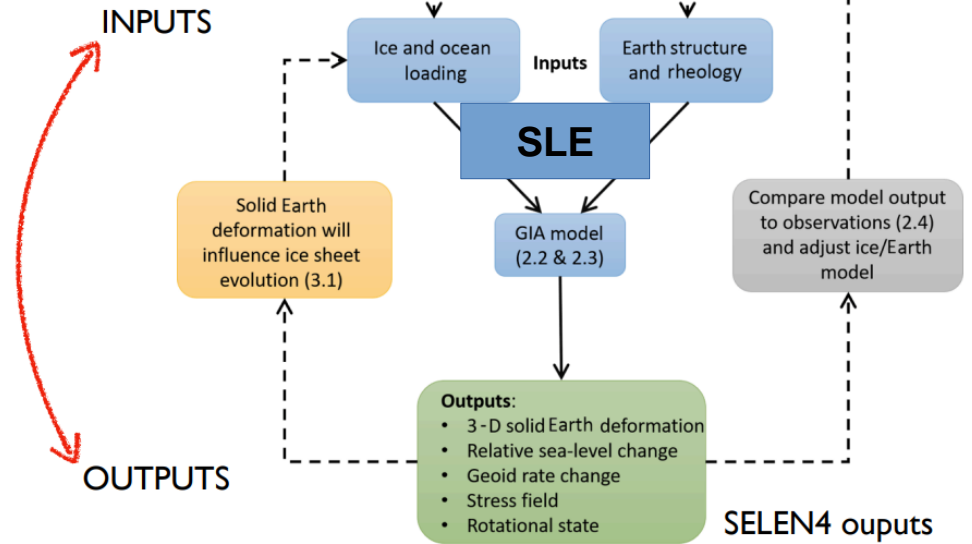 INPUTS
Ice and ocean
loading
Inputs
Earth structure
and rheology
SLE
Solid Earth
deformation will
influence ice sheet
evolution (3.1)
GIA model
(2.2 & 2.3)
Compare model output
to observations (2.4)
and adjust ice/Earth
model
Outputs:
• 3-D solid Earth deformation
• Relative sea-level change
• Geoid rate change
• Stress field
• Rotational state
OUTPUTS
SELEN4 ouputs